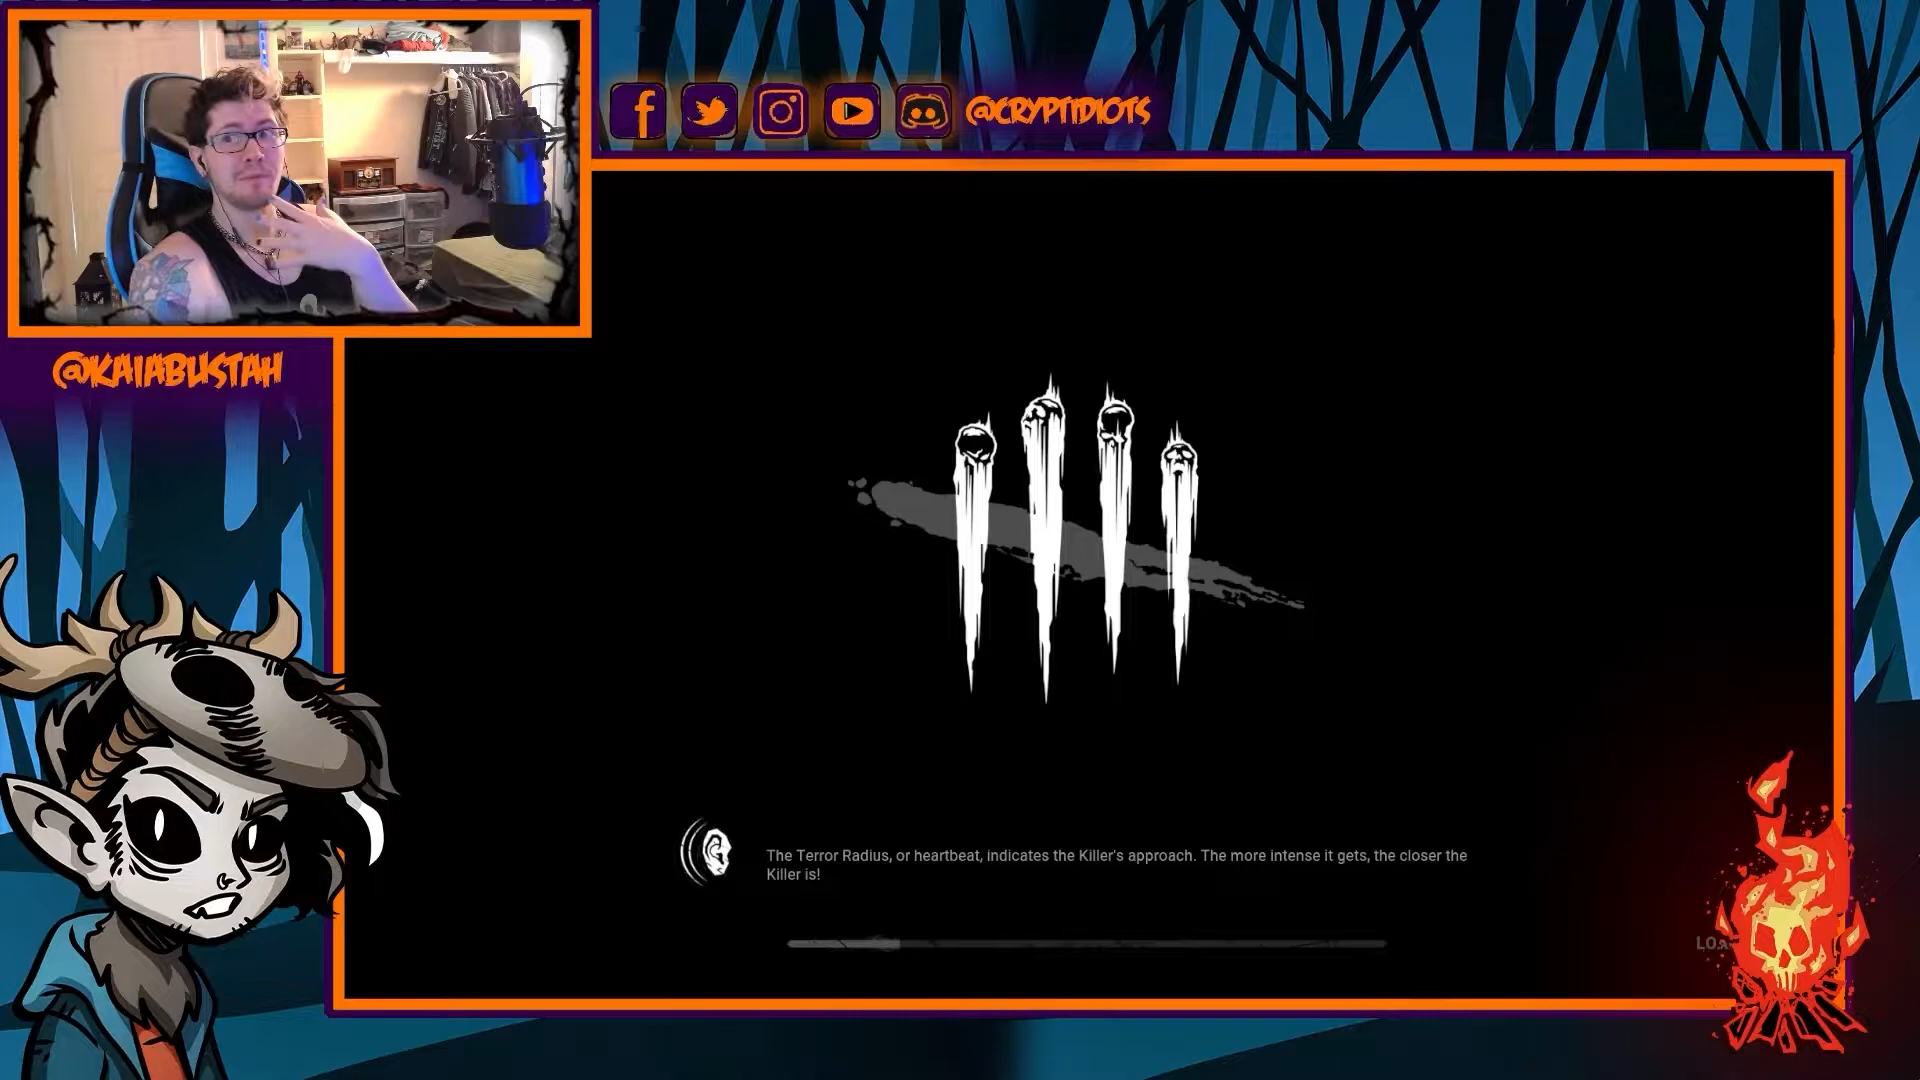 @CRYPTIDIOTS
@KAIABUSTAH
The Terror Radius, or heartbeat, indicates the Killer's approach. The more intense it gets, the closer the
Killer is!